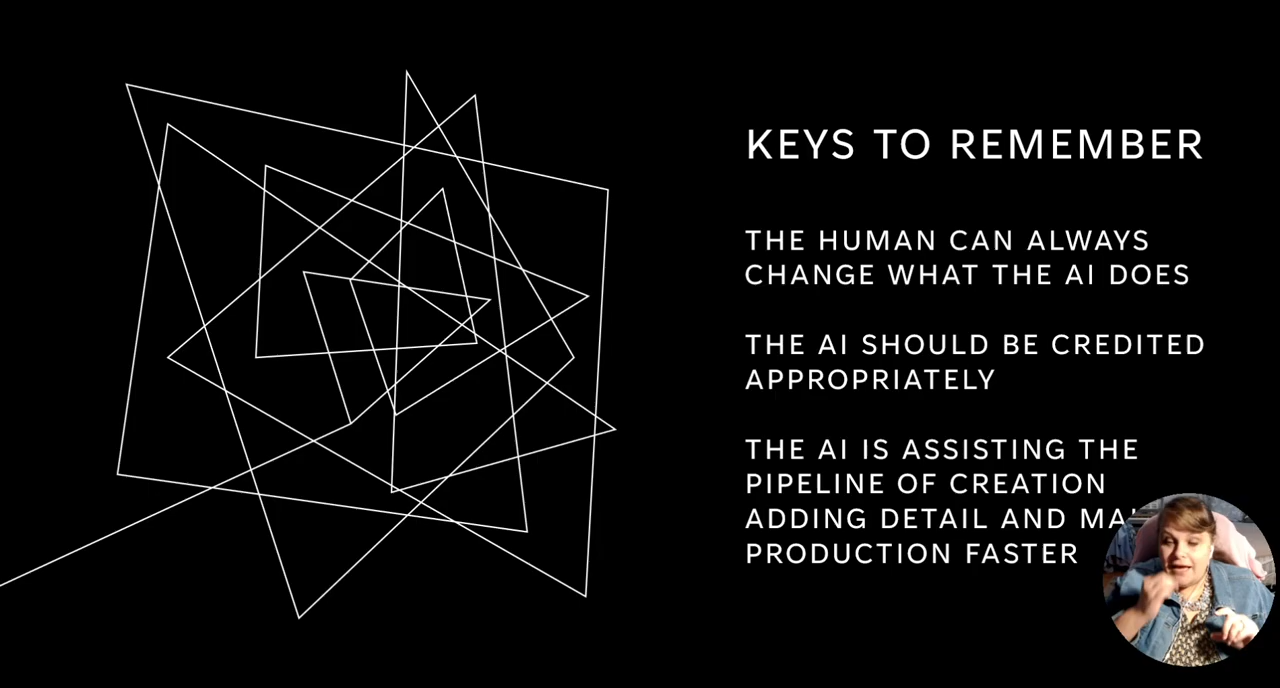 KEYS TO REMEMBER
THE HUMAN CAN ALWAYS
CHANGE WHAT THE AI DOES
THE AI SHOULD BE CREDITED
APPROPRIATELY
THE AI IS ASSISTING THE
PIPELINE OF CREATION
ADDING DETAIL AND
PRODUCTION FASTER